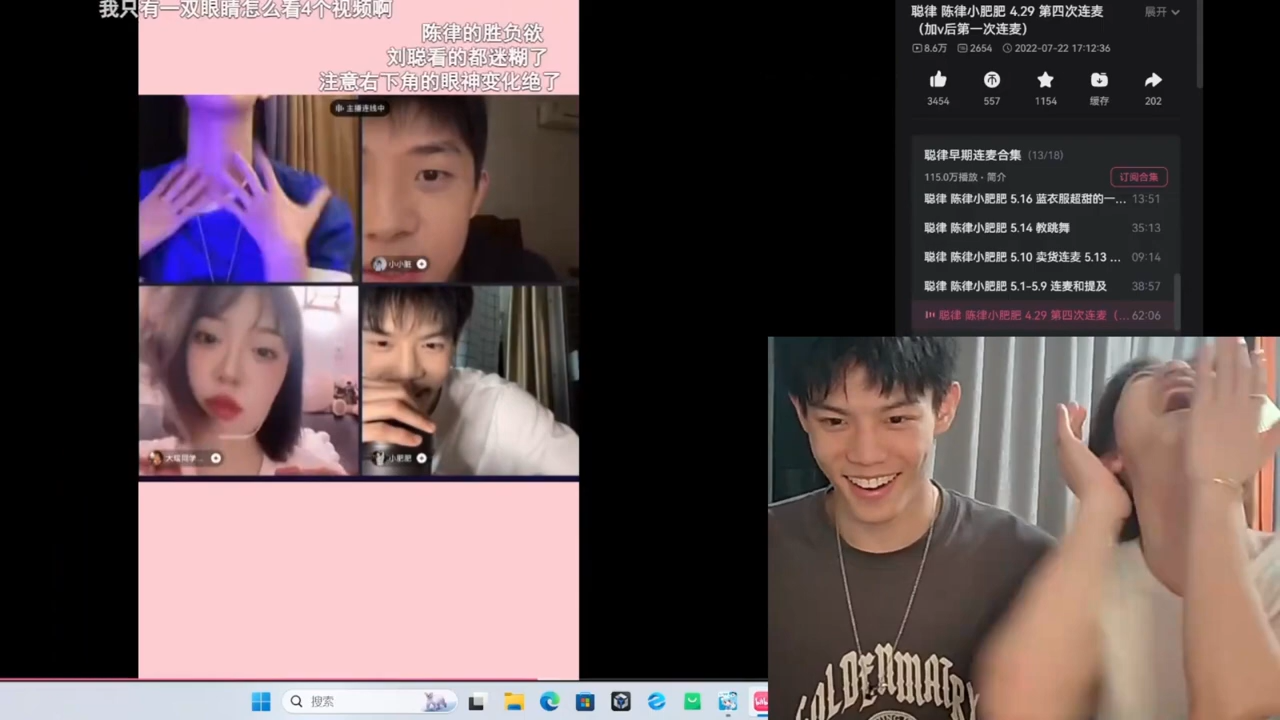 我只有一双眼睛怎么看4个视频啊
陈律的胜负欲
刘聪看的都迷糊了
注意右下角的眼神变化绝了
主播连线中
小小脏
大瑶同学...
小肥肥
聪律 陈律小肥肥 4.29 第四次连麦
（加v后第一次连麦）
展开
8.6万 2654 2022-07-22 17:12:36
3454 557 1154 缓存 202
聪律早期连麦合集 (13/18)
115.0万播放 · 简介
订阅合集
聪律 陈律小肥肥 5.16 蓝衣服超甜的一... 13:51
聪律 陈律小肥肥 5.14 教跳舞 35:13
聪律 陈律小肥肥 5.10 卖货连麦 5.13 ... 09:14
聪律 陈律小肥肥 5.1-5.9 连麦和提及 38:57
聪律 陈律小肥肥 4.29 第四次连麦（... 62:06
GOLDENMATRY
搜索